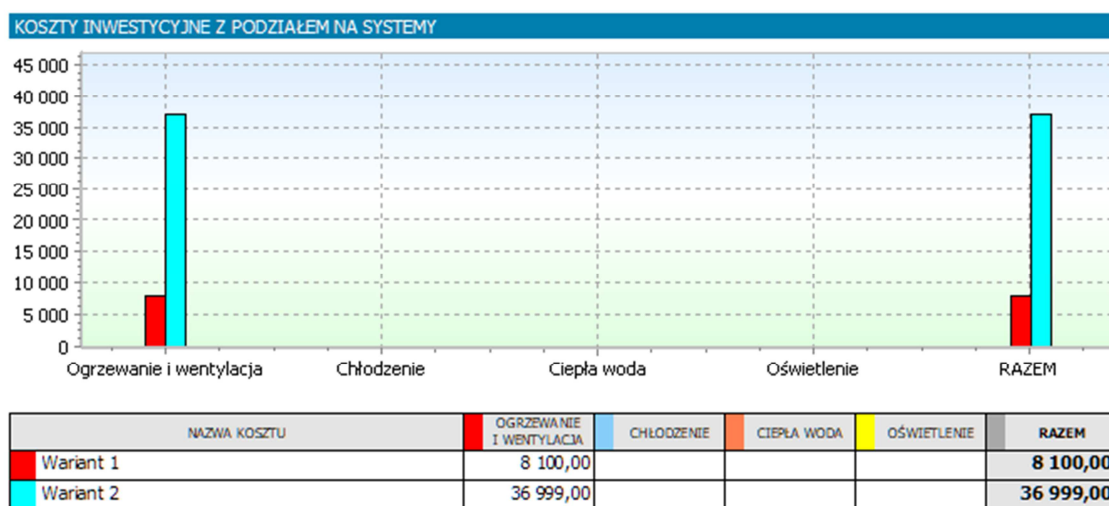 KOSZTY INWESTYCYJNE Z PODZIAŁEM NA SYSTEMY
45 000
40 000
35 000
30 000
25 000
20 000
15 000
10 000
5 000
0
Ogrzewanie i wentylacja Chłodzenie Ciepła woda Oświetlenie RAZEM
NAZWA KOSZTU OGRZEWANIE I WENTYLACJA CHŁODZENIE CIEPŁA WODA OŚWIETLENIE RAZEM
Wariant 1 8 100,00 8 100,00
Wariant 2 36 999,00 36 999,00